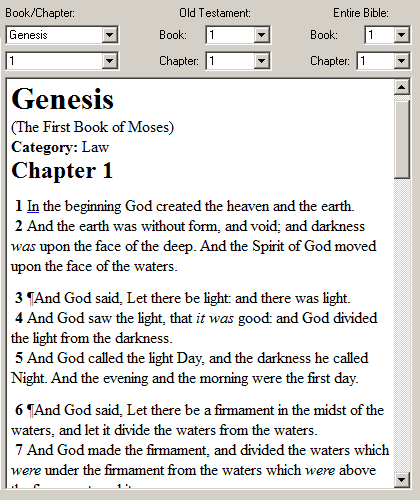 Book/Chapter: Old Testament: Entire Bible:
Genesis Book: 1 Book: 1
1 Chapter: 1 Chapter: 1
Genesis
(The First Book of Moses)
Category: Law
Chapter 1
1 In the beginning God created the heaven and the earth.
2 And the earth was without form, and void; and darkness
was upon the face of the deep. And the Spirit of God moved
upon the face of the waters.
3 ¶And God said, Let there be light: and there was light.
4 And God saw the light, that it was good: and God divided
the light from the darkness.
5 And God called the light Day, and the darkness he called
Night. And the evening and the morning were the first day.
6 ¶And God said, Let there be a firmament in the midst of the
waters, and let it divide the waters from the waters.
7 And God made the firmament, and divided the waters which
were under the firmament from the waters which were above